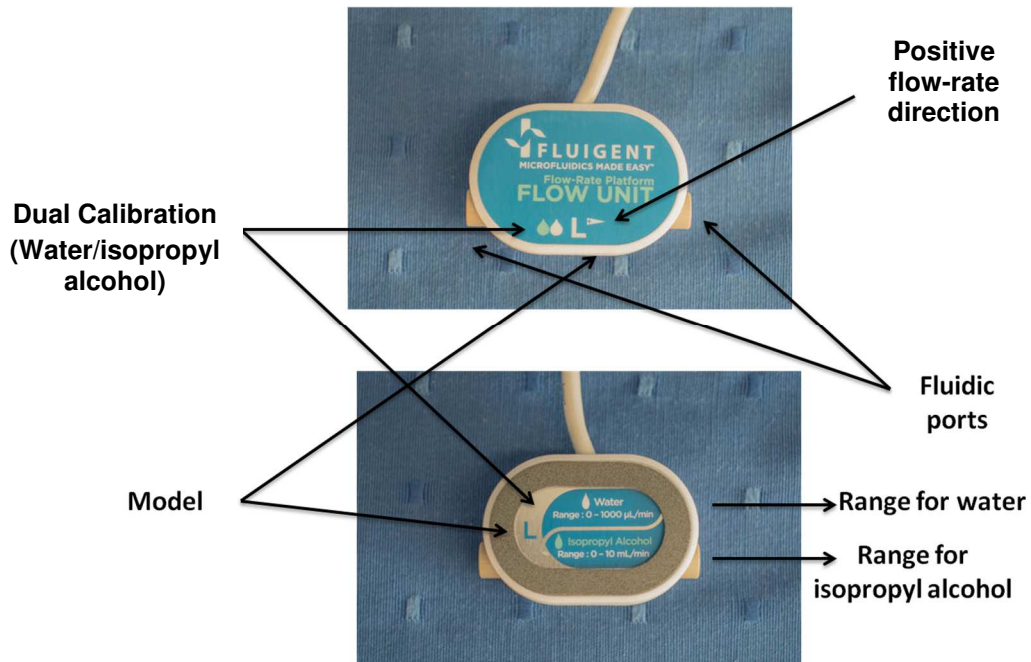 Positive
flow-rate
direction
FLUIGENT
MICROFLUIDICS MADE EASY™
Flow-Rate Platform
FLOW UNIT
L
Dual Calibration
(Water/isopropyl
alcohol)
Fluidic
ports
Model
Water
Range : 0 – 1000 µL/min
L
Isopropyl Alcohol
Range : 0 – 10 mL/min
Range for water
Range for
isopropyl alcohol